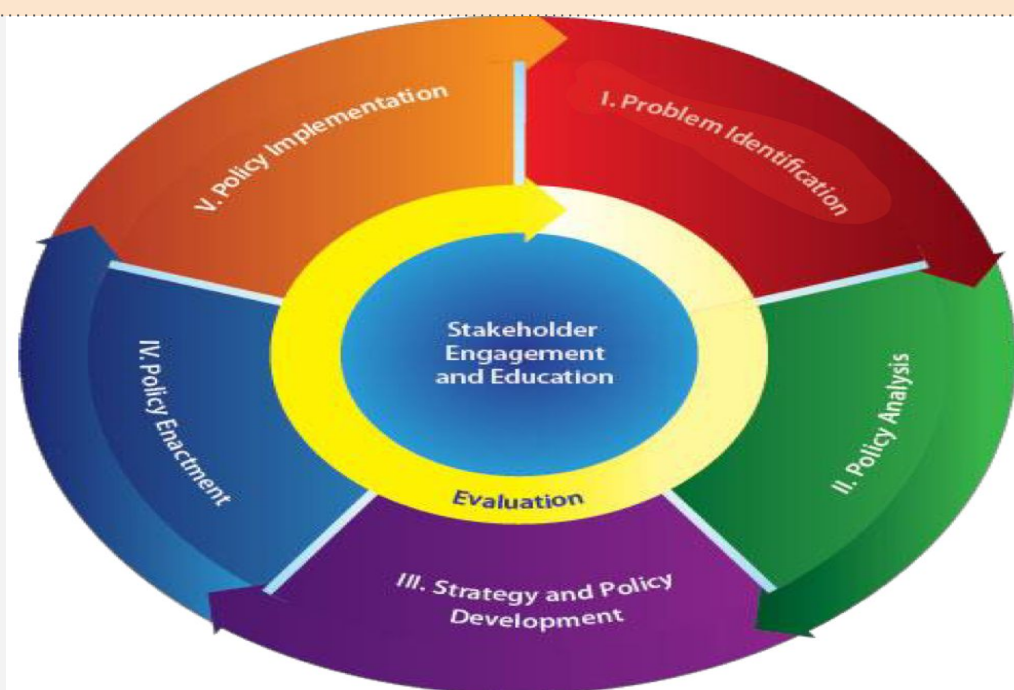 I. Problem Identification
II. Policy Analysis
III. Strategy and Policy
Development
IV. Policy Enactment
V. Policy Implementation
Evaluation
Stakeholder
Engagement
and Education